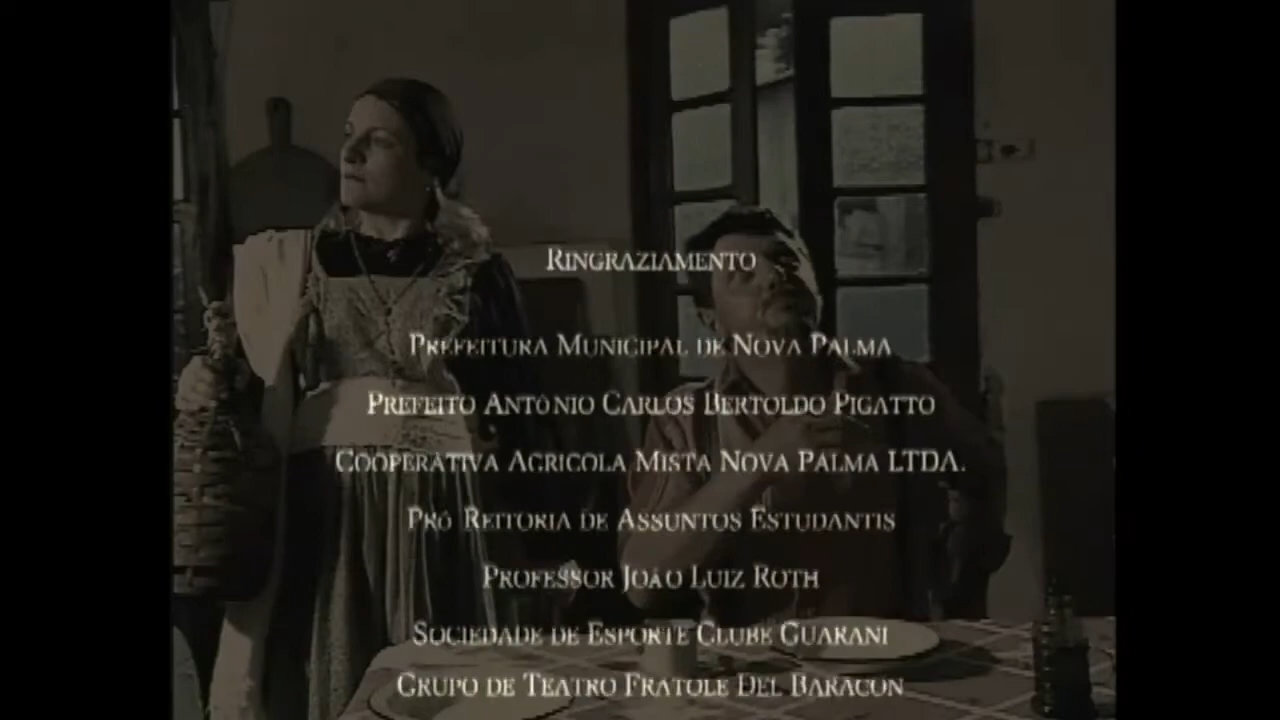 Ringraziamento
Prefeitura Municipal de Nova Palma
Prefeito Antônio Carlos Bertoldo Pigatto
Cooperativa Agricola Mista Nova Palma LTDA.
Pró Reitoria de Assuntos Estudantis
Professor João Luiz Roth
Sociedade de Esporte Clube Guarani
Grupo de Teatro Fratole Del Baracon